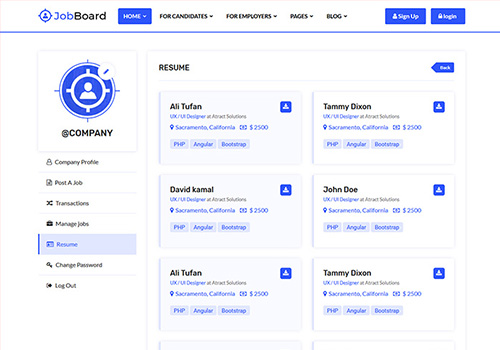 JobBoard
HOME
FOR CANDIDATES
FOR EMPLOYERS
PAGES
BLOG
Sign Up
login
@COMPANY
Company Profile
Post A Job
Transactions
Manage Jobs
Resume
Change Password
Log Out
RESUME
Back
Ali Tufan
UX / UI Designer at Atract Solutions
Sacramento, California $ 2500
PHP Angular Bootstrap
Tammy Dixon
UX / UI Designer at Atract Solutions
Sacramento, California $ 2500
PHP Angular Bootstrap
David kamal
UX / UI Designer at Atract Solutions
Sacramento, California $ 2500
PHP Angular Bootstrap
John Doe
UX / UI Designer at Atract Solutions
Sacramento, California $ 2500
PHP Angular Bootstrap
Ali Tufan
UX / UI Designer at Atract Solutions
Sacramento, California $ 2500
PHP Angular Bootstrap
Tammy Dixon
UX / UI Designer at Atract Solutions
Sacramento, California $ 2500
PHP Angular Bootstrap